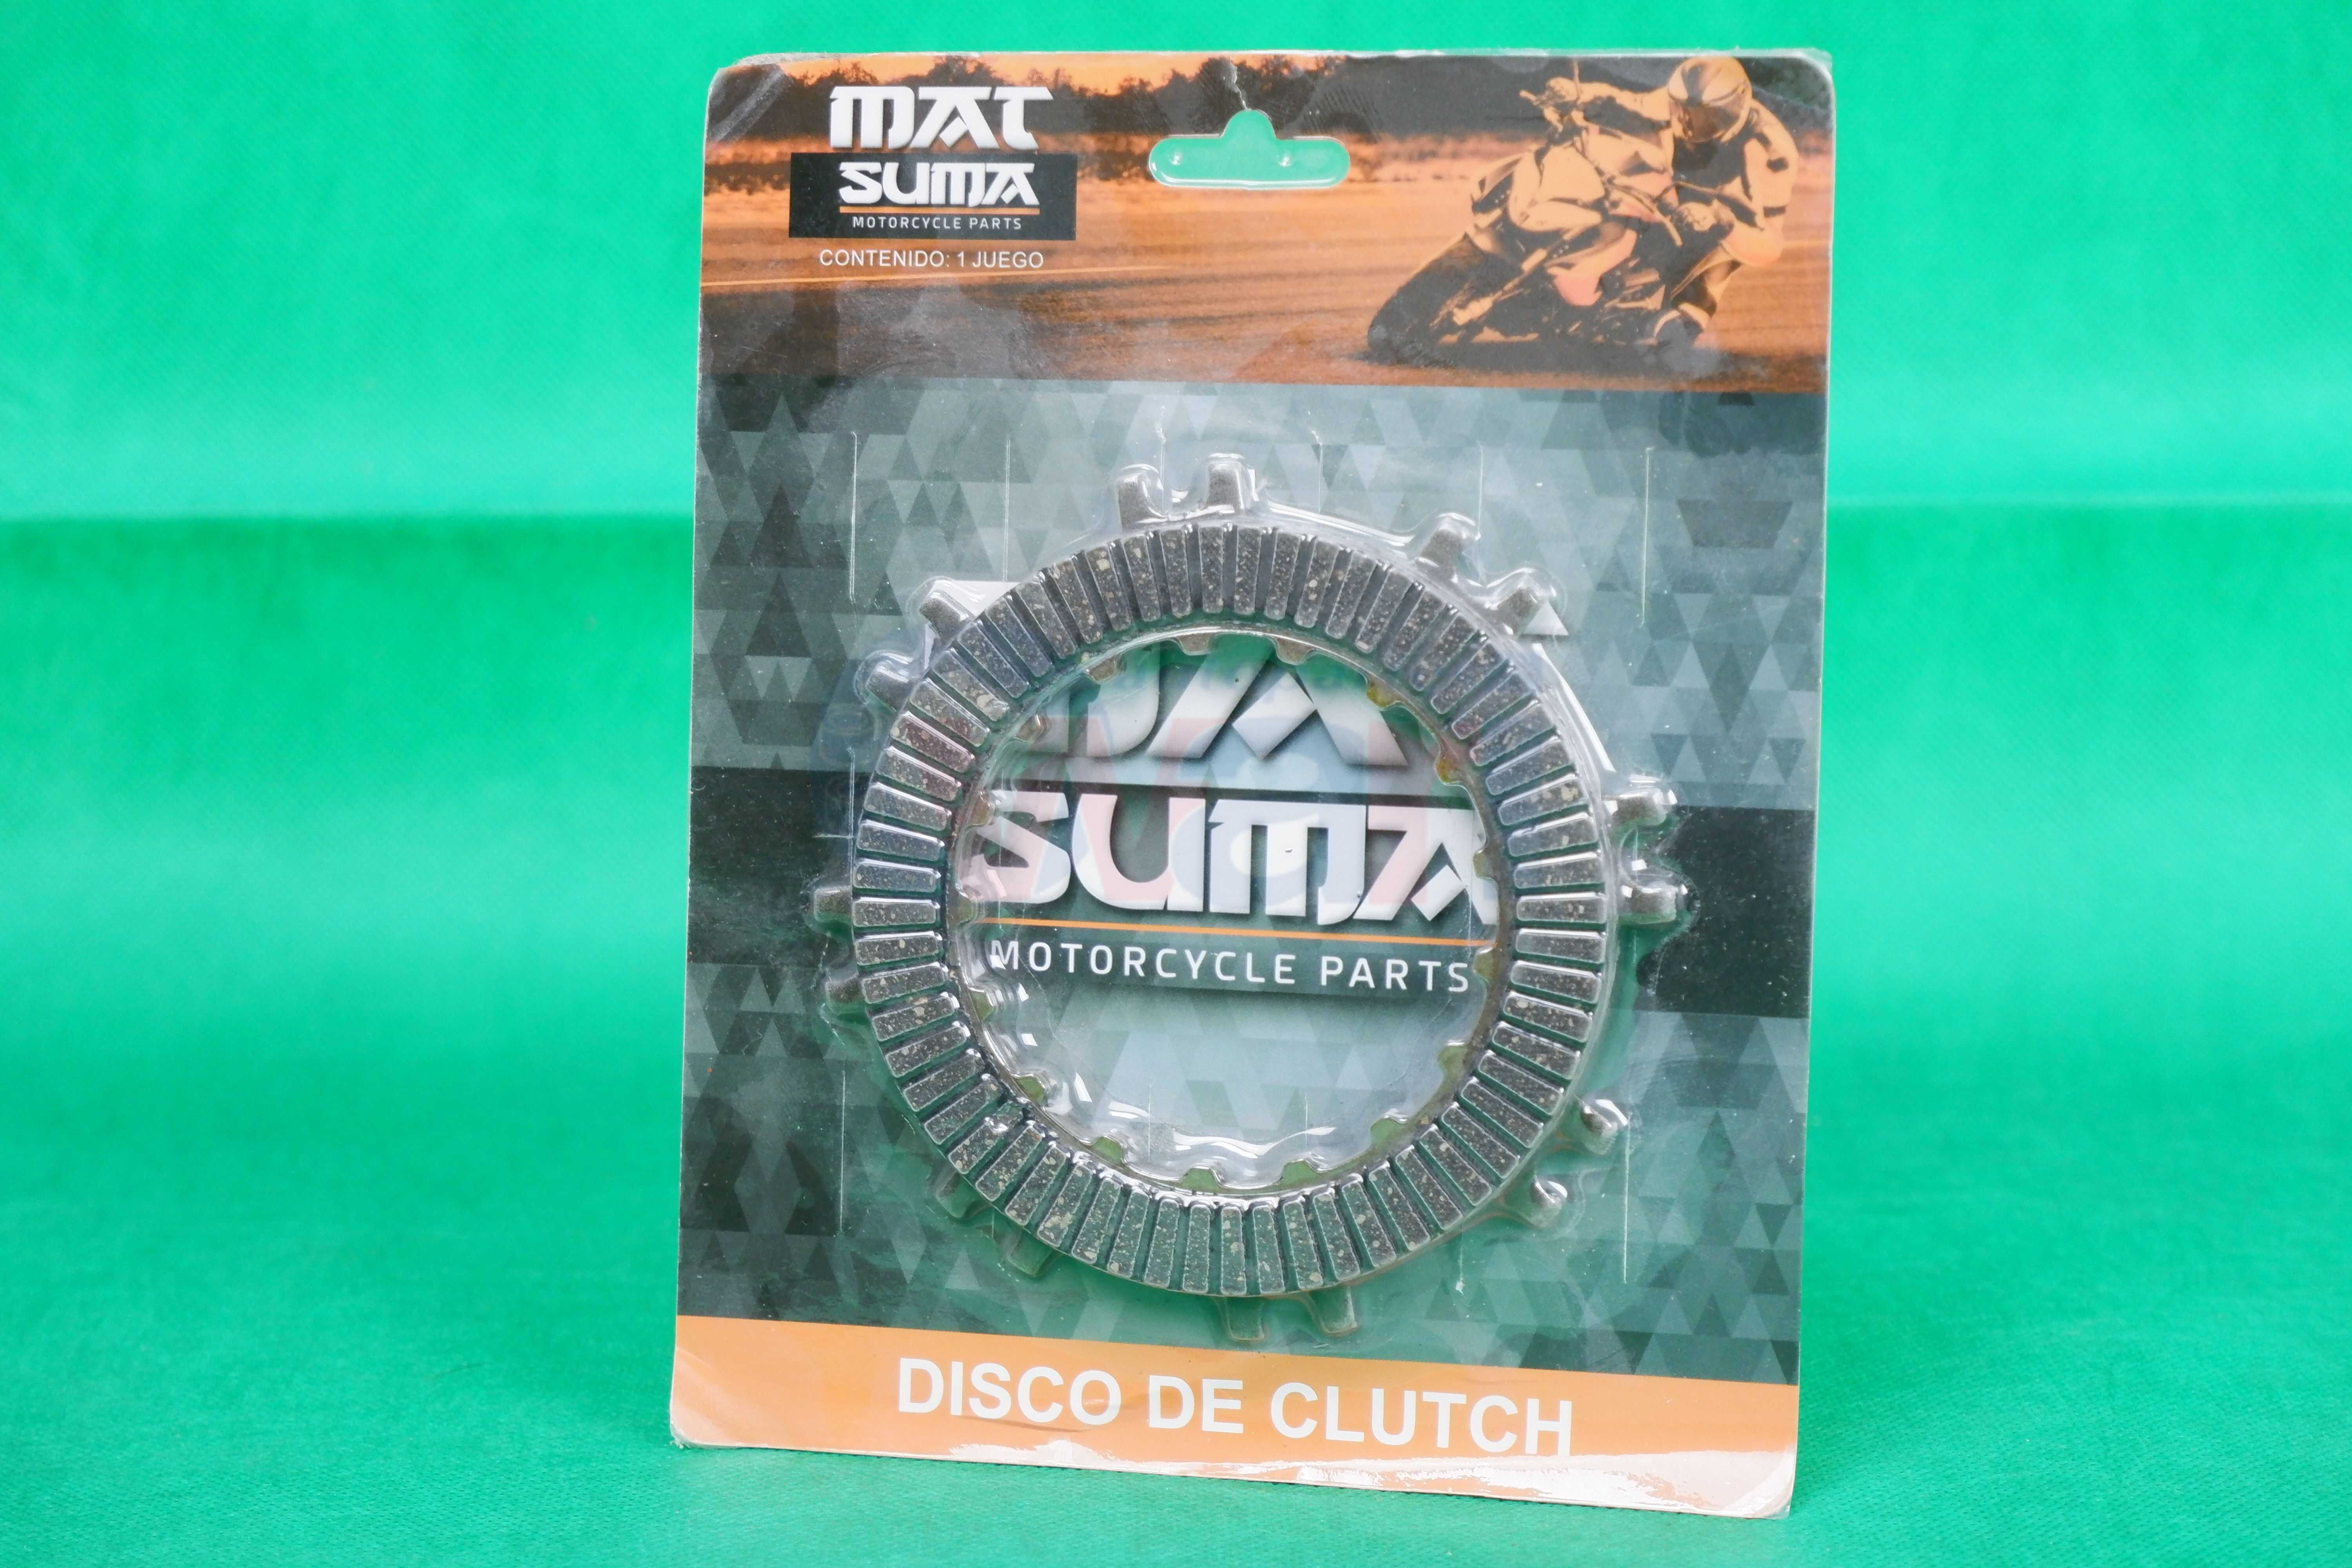 MAT
SUMA
MOTORCYCLE PARTS
CONTENIDO: 1 JUEGO
SUMA
MOTORCYCLE PARTS
DISCO DE CLUTCH